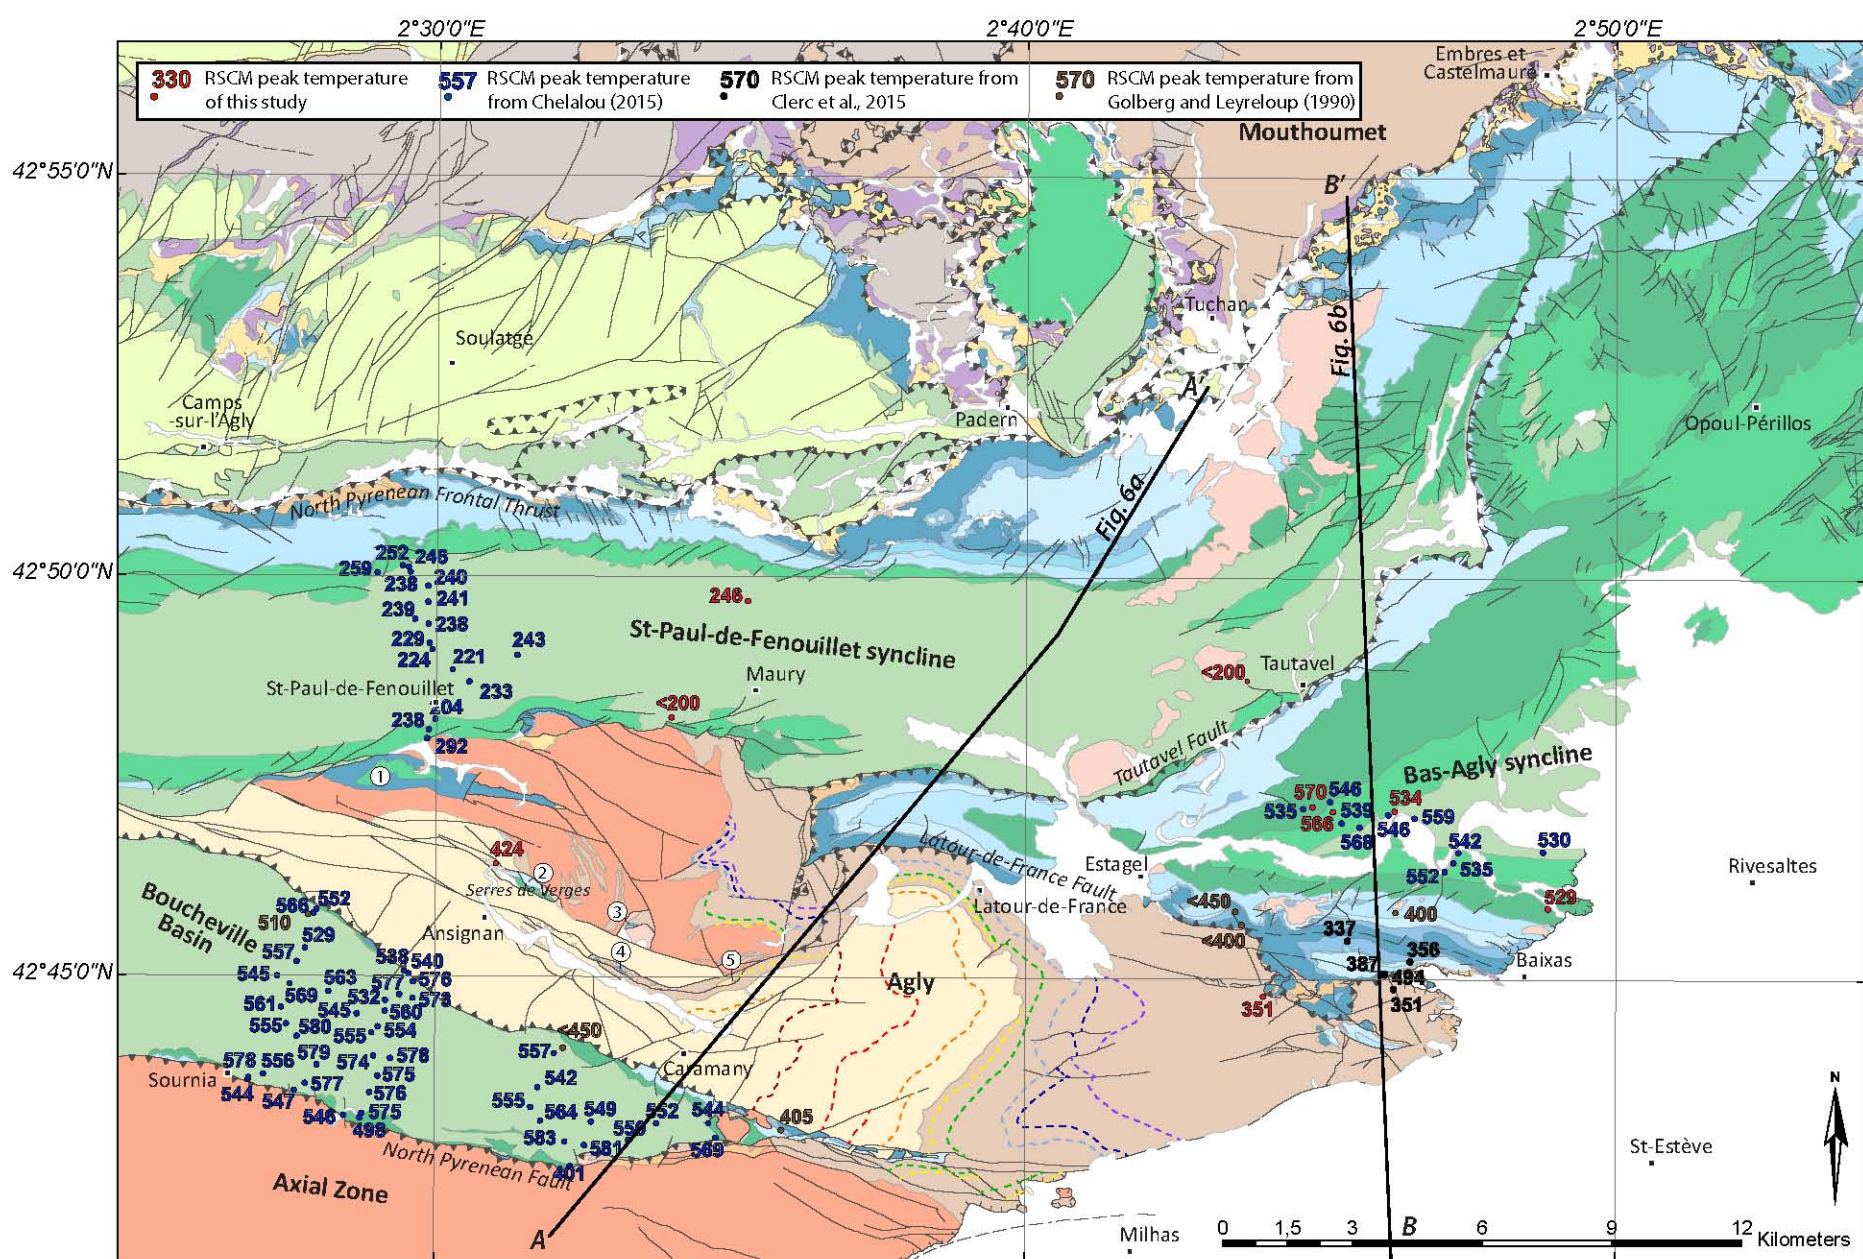 2°30'0"E
2°40'0"E
2°50'0"E
330 RSCM peak temperature of this study
557 RSCM peak temperature from Chelalou (2015)
570 RSCM peak temperature from Clerc et al., 2015
570 RSCM peak temperature from Golberg and Leyreloup (1990)
Embres et
Castelmaure
Mouthoumet
42°55'0"N
B'
Tuchan
Fig. 6b
Soulatgé
A'
Camps
-sur-l'Agly
Padern
Opoul-Périllos
North Pyrenean Frontal Thrust
Fig. 6a
42°50'0"N
252
245
259
238
240
239
241
238
229
224
221
243
233
246
St-Paul-de-Fenouillet syncline
St-Paul-de-Fenouillet
Maury
<200
Tautavel
<200
204
238
292
Tautavel Fault
1
Bas-Agly syncline
570
546
535
566
539
568
534
546
559
542
535
552
530
529
Rivesaltes
424
2
Serres de Verges
3
4
5
Latour-de-France Fault
Latour-de-France
Estagel
<450
<400
400
337
387
356
494
351
351
Baixas
Boucheville
Basin
566
552
510
529
557
Ansignan
42°45'0"N
545
538
540
563
577
576
569
532
573
561
545
560
555
580
555
554
579
574
578
578
556
577
575
576
Sournia
544
547
546
575
498
Agly
<450
557
Caramany
542
555
564
549
552
544
405
583
581
550
569
401
North Pyrenean Fault
Axial Zone
A
B
Milhas
St-Estève
N
0 1,5 3 6 9 12 Kilometers